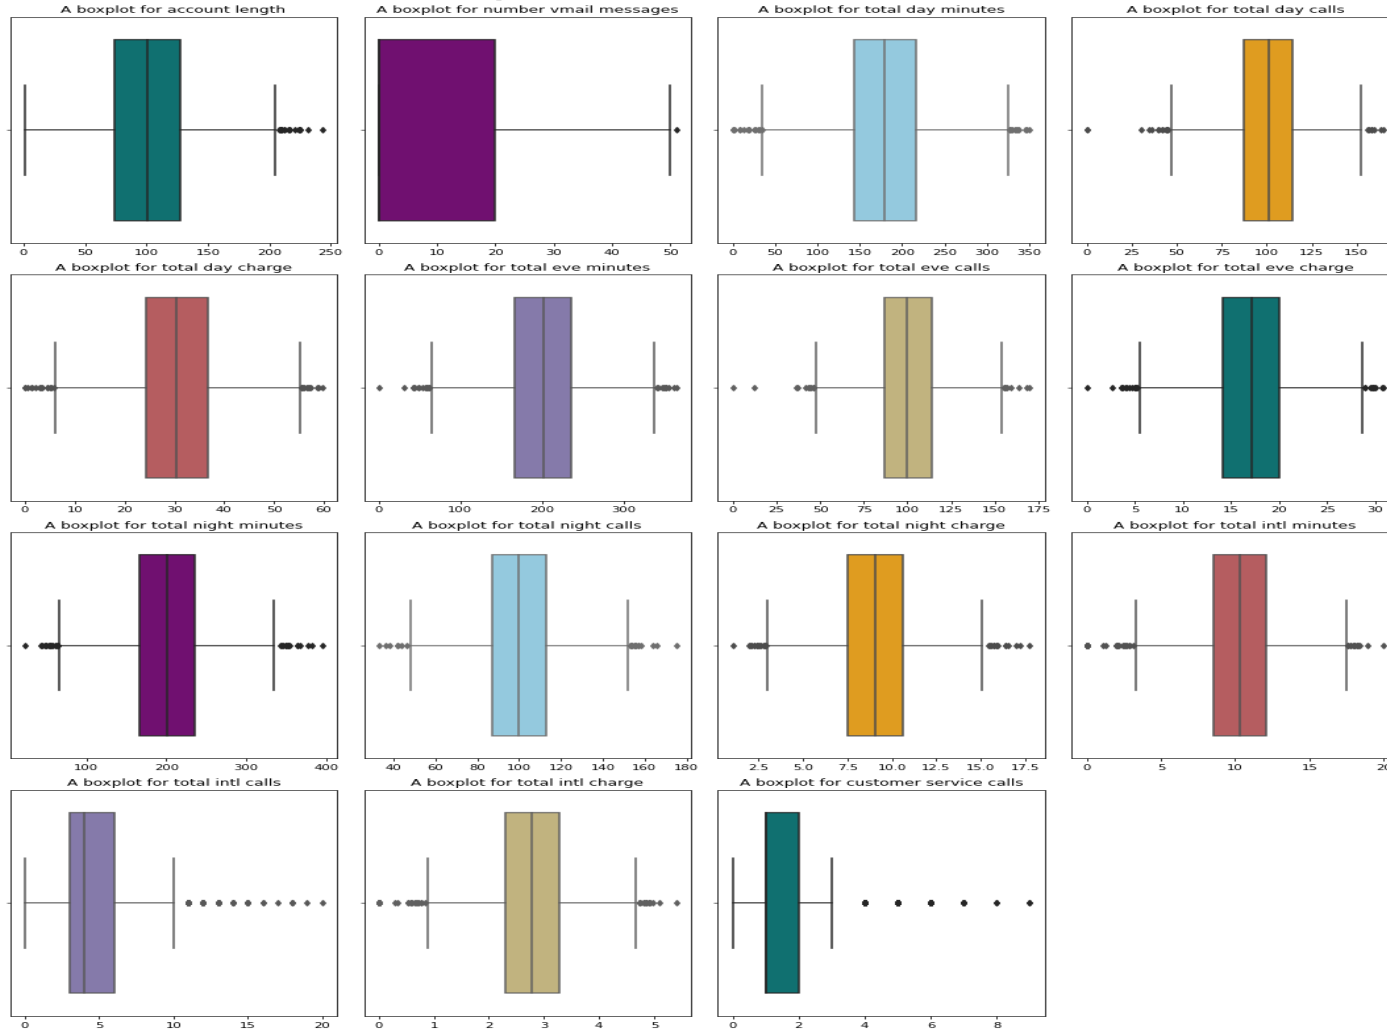 A boxplot for account length
A boxplot for number vmail messages
A boxplot for total day minutes
A boxplot for total day calls
0 50 100 150 200 250
0 10 20 30 40 50
0 50 100 150 200 250 300 350
0 25 50 75 100 125 150
A boxplot for total day charge
A boxplot for total eve minutes
A boxplot for total eve calls
A boxplot for total eve charge
0 10 20 30 40 50 60
100 200 300
0 25 50 75 100 125 150 175
0 5 10 15 20 25 30
A boxplot for total night minutes
A boxplot for total night calls
A boxplot for total night charge
A boxplot for total intl minutes
100 200 300 400
40 60 80 100 120 140 160 180
2.5 5.0 7.5 10.0 12.5 15.0 17.5
0 5 10 15 20
A boxplot for total intl calls
A boxplot for total intl charge
A boxplot for customer service calls
0 5 10 15 20
0 1 2 3 4 5
0 2 4 6 8